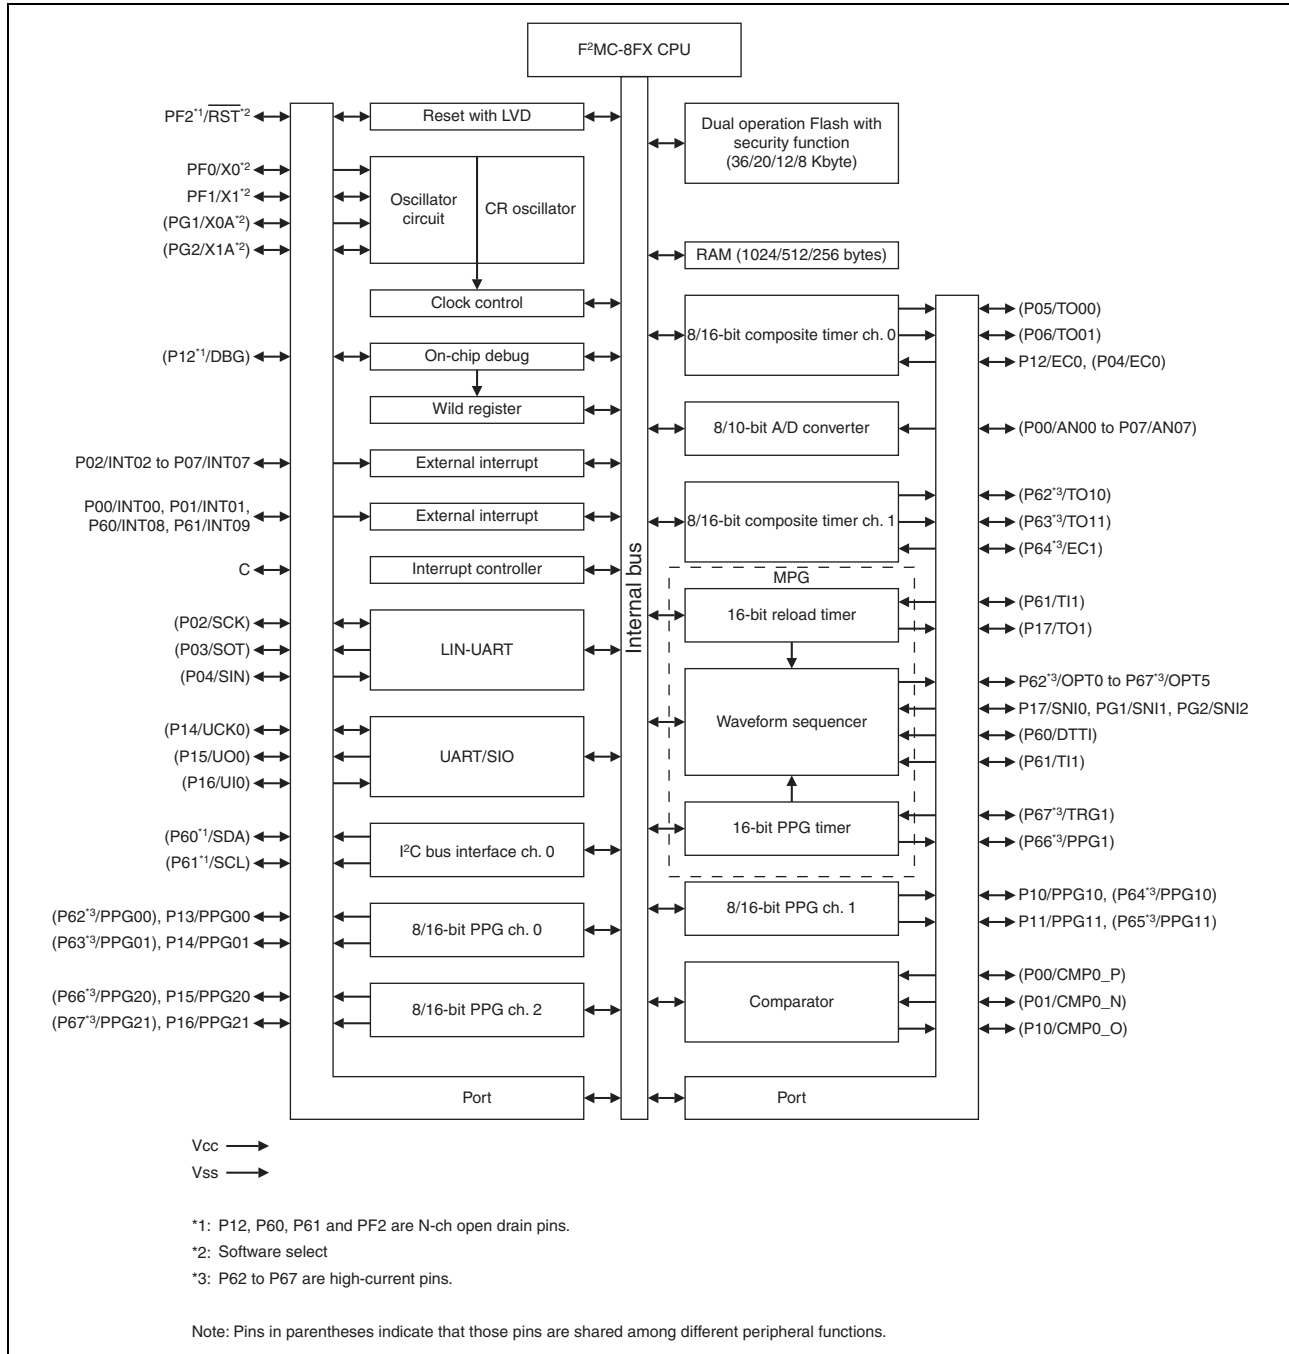 F²MC-8FX CPU
PF2*1/RST*2
Reset with LVD
Dual operation Flash with
security function
(36/20/12/8 Kbyte)
PF0/X0*2
PF1/X1*2
(PG1/X0A*2)
(PG2/X1A*2)
Oscillator
circuit
CR oscillator
RAM (1024/512/256 bytes)
Clock control
8/16-bit composite timer ch. 0
(P05/TO00)
(P06/TO01)
P12/EC0, (P04/EC0)
(P12*1/DBG)
On-chip debug
Wild register
8/10-bit A/D converter
(P00/AN00 to P07/AN07)
P02/INT02 to P07/INT07
External interrupt
P00/INT00, P01/INT01,
P60/INT08, P61/INT09
External interrupt
8/16-bit composite timer ch. 1
(P62*3/TO10)
(P63*3/TO11)
(P64*3/EC1)
C
Interrupt controller
Internal bus
MPG
16-bit reload timer
(P61/TI1)
(P17/TO1)
(P02/SCK)
(P03/SOT)
(P04/SIN)
LIN-UART
Waveform sequencer
P62*3/OPT0 to P67*3/OPT5
P17/SNI0, PG1/SNI1, PG2/SNI2
(P60/DTTI)
(P61/TI1)
(P14/UCK0)
(P15/UO0)
(P16/UI0)
UART/SIO
16-bit PPG timer
(P67*3/TRG1)
(P66*3/PPG1)
(P60*1/SDA)
(P61*1/SCL)
I²C bus interface ch. 0
8/16-bit PPG ch. 1
P10/PPG10, (P64*3/PPG10)
P11/PPG11, (P65*3/PPG11)
(P62*3/PPG00), P13/PPG00
(P63*3/PPG01), P14/PPG01
8/16-bit PPG ch. 0
Comparator
(P00/CMP0_P)
(P01/CMP0_N)
(P10/CMP0_O)
(P66*3/PPG20), P15/PPG20
(P67*3/PPG21), P16/PPG21
8/16-bit PPG ch. 2
Port
Port
Vcc
Vss
*1: P12, P60, P61 and PF2 are N-ch open drain pins.
*2: Software select
*3: P62 to P67 are high-current pins.
Note: Pins in parentheses indicate that those pins are shared among different peripheral functions.